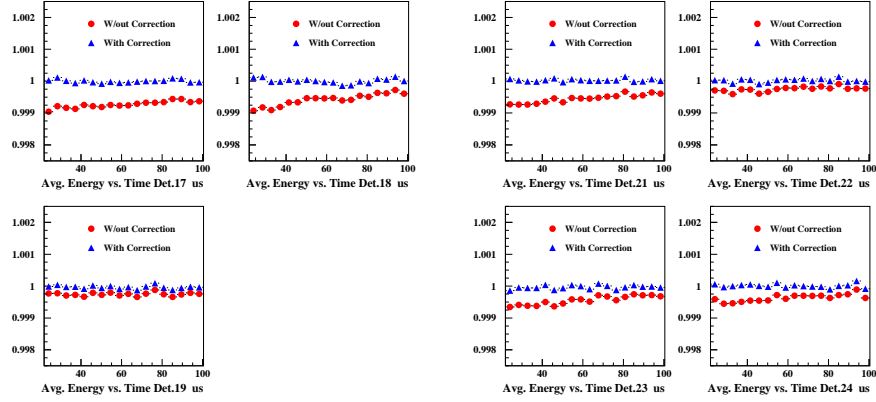 1.002
W/out Correction
1.001
With Correction
1
0.999
0.998
40 60 80 100
Avg. Energy vs. Time Det.17 us
1.002
W/out Correction
1.001
With Correction
1
0.999
0.998
40 60 80 100
Avg. Energy vs. Time Det.18 us
1.002
W/out Correction
1.001
With Correction
1
0.999
0.998
40 60 80 100
Avg. Energy vs. Time Det.21 us
1.002
W/out Correction
1.001
With Correction
1
0.999
0.998
40 60 80 100
Avg. Energy vs. Time Det.22 us
1.002
W/out Correction
1.001
With Correction
1
0.999
0.998
40 60 80 100
Avg. Energy vs. Time Det.19 us
1.002
W/out Correction
1.001
With Correction
1
0.999
0.998
40 60 80 100
Avg. Energy vs. Time Det.23 us
1.002
W/out Correction
1.001
With Correction
1
0.999
0.998
40 60 80 100
Avg. Energy vs. Time Det.24 us